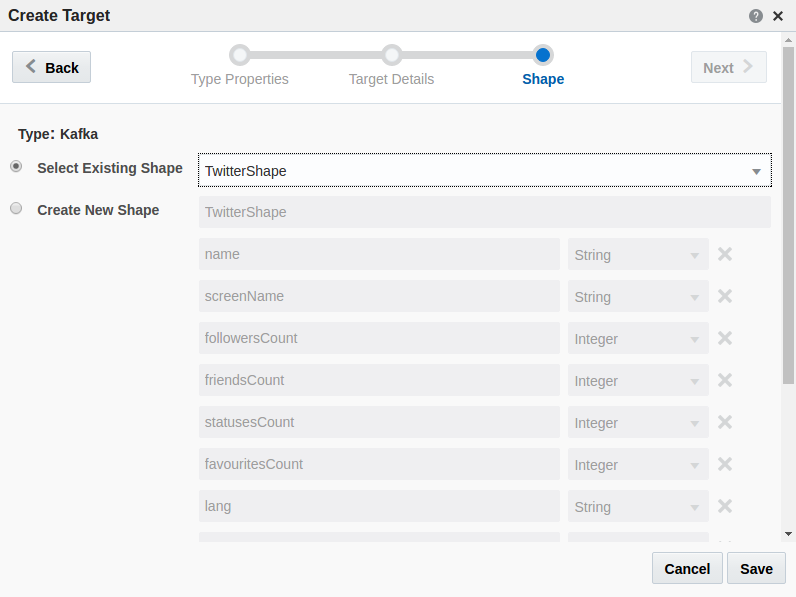 Create Target
Back
Type Properties
Target Details
Shape
Next
Type: Kafka
Select Existing Shape
TwitterShape
Create New Shape
TwitterShape
name String
screenName String
followersCount Integer
friendsCount Integer
statusesCount Integer
favouritesCount Integer
lang String
Cancel Save